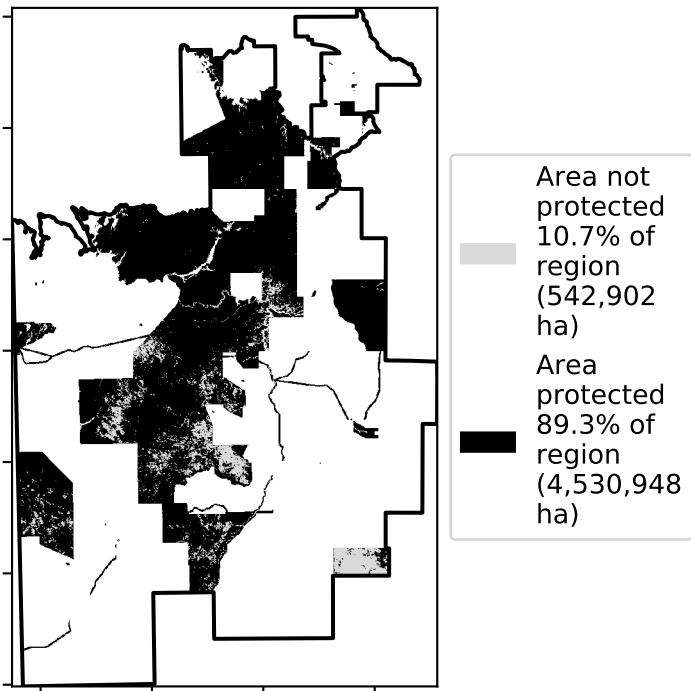 Area not
protected
10.7% of
region
(542,902
ha)
Area
protected
89.3% of
region
(4,530,948
ha)